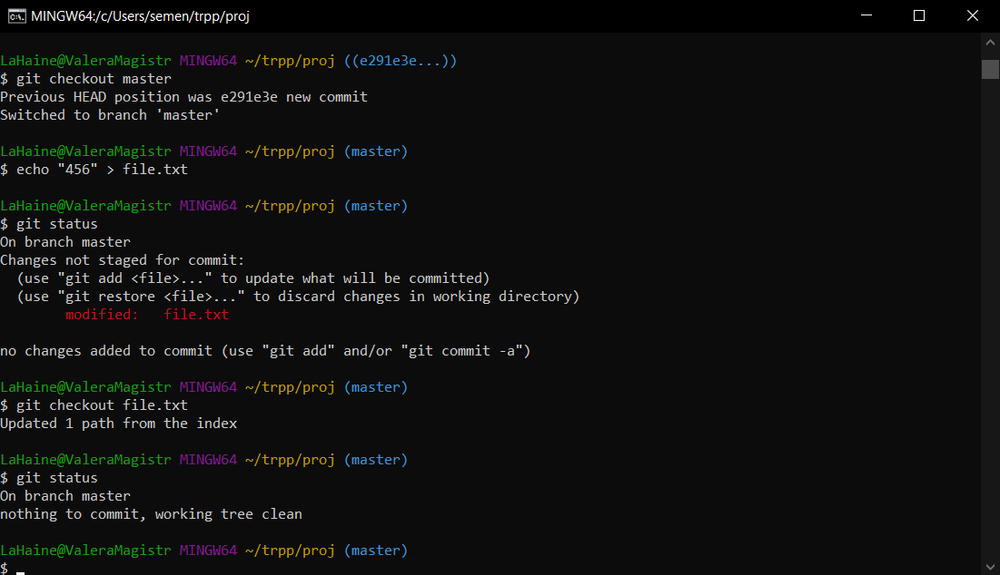 MINGW64:/c/Users/semen/trpp/proj
LaHaine@ValeraMagistr MINGW64 ~/trpp/proj ((e291e3e...))
$ git checkout master
Previous HEAD position was e291e3e new commit
Switched to branch 'master'
LaHaine@ValeraMagistr MINGW64 ~/trpp/proj (master)
$ echo "456" > file.txt
LaHaine@ValeraMagistr MINGW64 ~/trpp/proj (master)
$ git status
On branch master
Changes not staged for commit:
  (use "git add <file>..." to update what will be committed)
  (use "git restore <file>..." to discard changes in working directory)
        modified:   file.txt
no changes added to commit (use "git add" and/or "git commit -a")
LaHaine@ValeraMagistr MINGW64 ~/trpp/proj (master)
$ git checkout file.txt
Updated 1 path from the index
LaHaine@ValeraMagistr MINGW64 ~/trpp/proj (master)
$ git status
On branch master
nothing to commit, working tree clean
LaHaine@ValeraMagistr MINGW64 ~/trpp/proj (master)
$